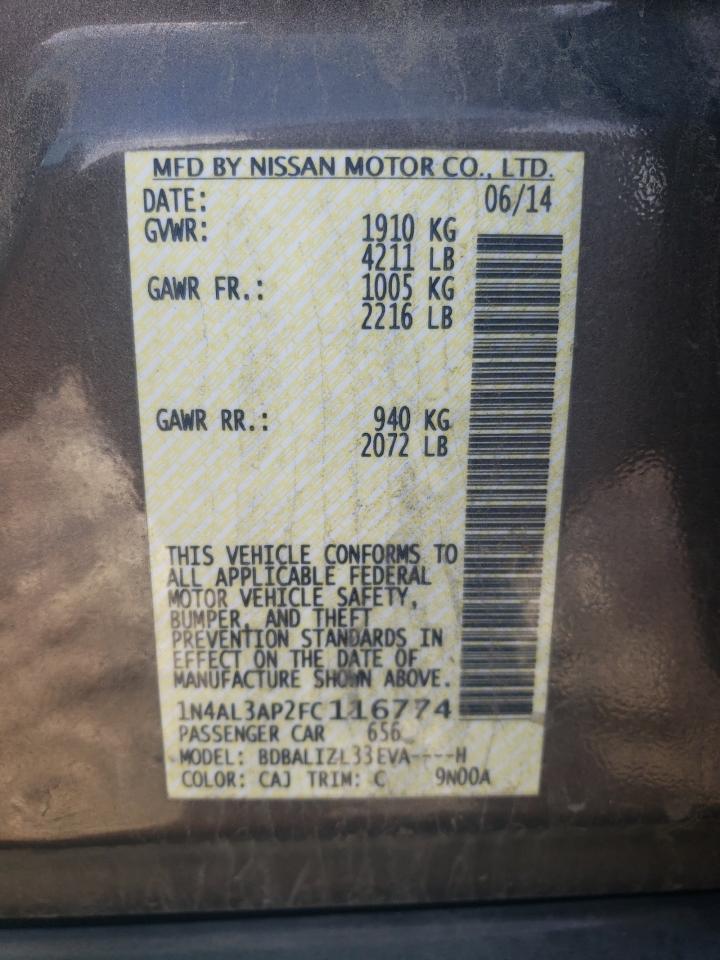 MFD BY NISSAN MOTOR CO., LTD.
DATE: 06/14
GVWR: 1910 KG
4211 LB
GAWR FR.: 1005 KG
2216 LB
GAWR RR.: 940 KG
2072 LB
THIS VEHICLE CONFORMS TO
ALL APPLICABLE FEDERAL
MOTOR VEHICLE SAFETY,
BUMPER, AND THEFT
PREVENTION STANDARDS IN
EFFECT ON THE DATE OF
MANUFACTURE SHOWN ABOVE.
1N4AL3AP2FC116774
PASSENGER CAR 656
MODEL: BDBALIZL33EVA----H
COLOR: CAJ TRIM: C 9N00A